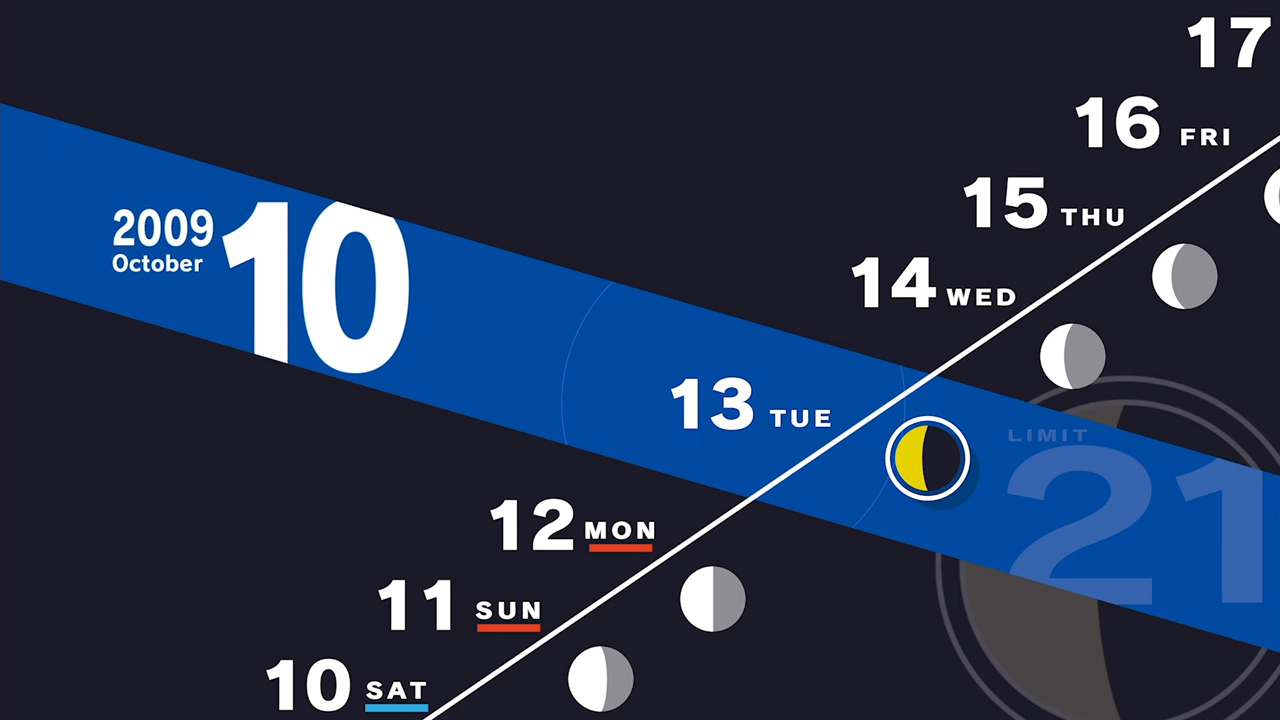 17
16 FRI
15 THU
14 WED
2009
October
10
13 TUE
LIMIT
21
12 MON
11 SUN
10 SAT